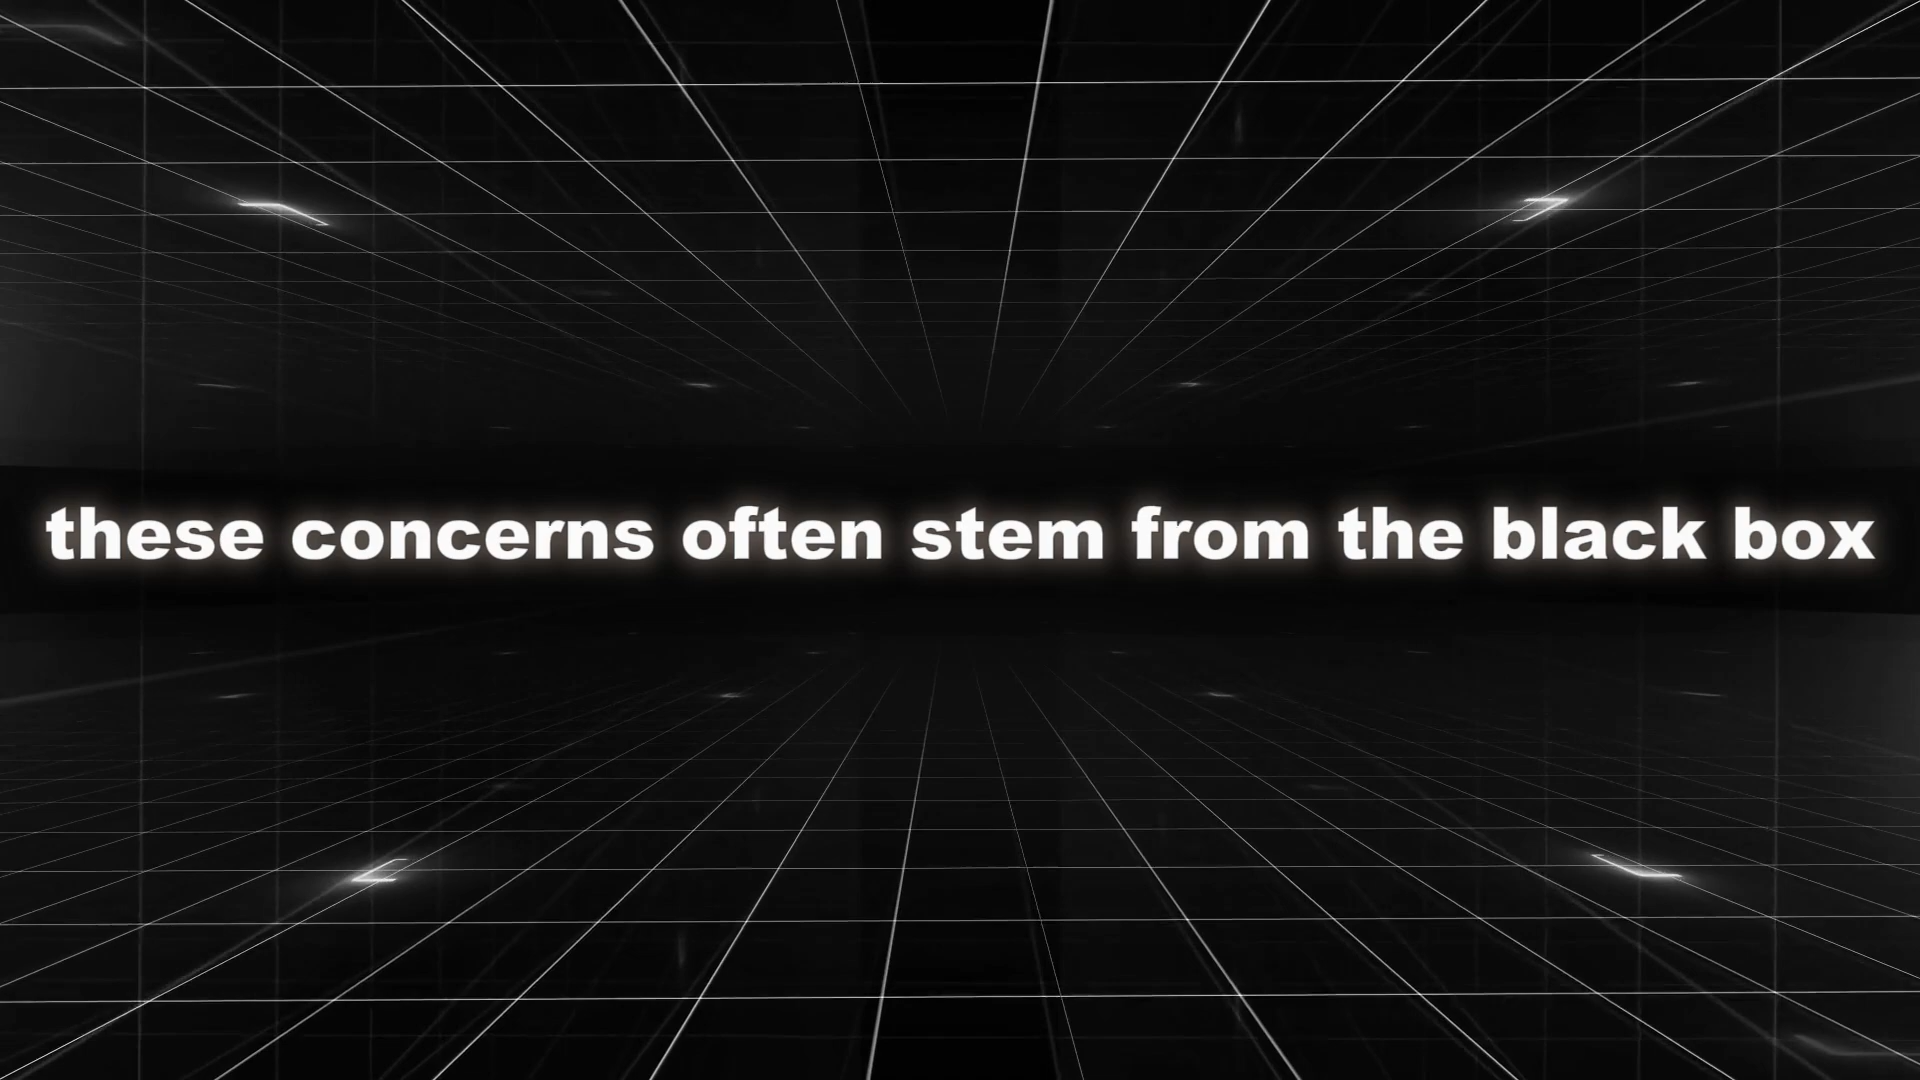 these concerns often stem from the black box